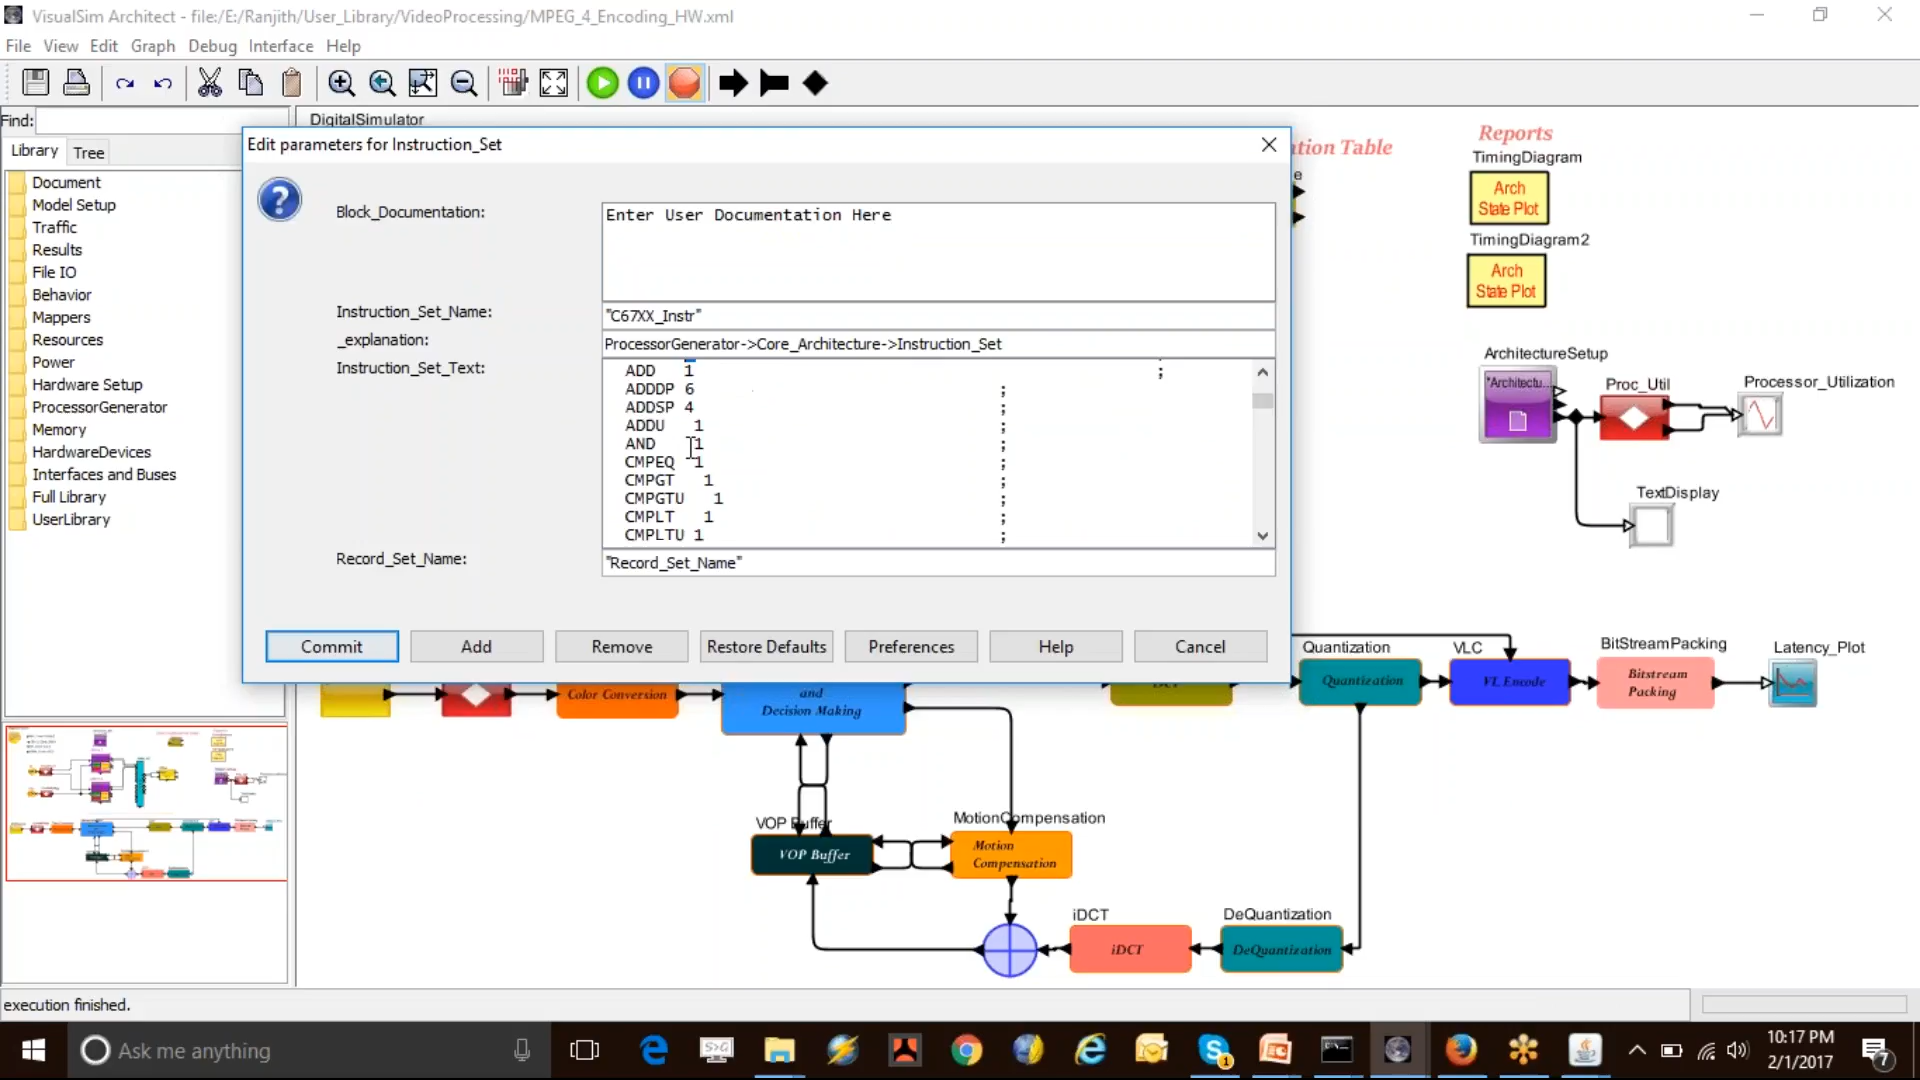 VisualSim Architect - file:/E:/Ranjith/User_Library/VideoProcessing/MPEG_4_Encoding_HW.xml
File View Edit Graph Debug Interface Help
Find:
Library Tree
Document
Model Setup
Traffic
Results
File IO
Behavior
Mappers
Resources
Power
Hardware Setup
ProcessorGenerator
Memory
HardwareDevices
Interfaces and Buses
Full Library
UserLibrary
DigitalSimulator
Edit parameters for Instruction_Set
Block_Documentation:
Enter User Documentation Here
Instruction_Set_Name:
"C67XX_Instr"
_explanation:
ProcessorGenerator->Core_Architecture->Instruction_Set
Instruction_Set_Text:
ADD 1 ;
ADDDP 6 ;
ADDSP 4 ;
ADDU 1 ;
AND 1 ;
CMPEQ 1 ;
CMPGT 1 ;
CMPGTU 1 ;
CMPLT 1 ;
CMPLTU 1 ;
Record_Set_Name:
"Record_Set_Name"
Commit Add Remove Restore Defaults Preferences Help Cancel
tion Table
e
Reports
TimingDiagram
Arch
State Plot
TimingDiagram2
Arch
State Plot
ArchitectureSetup
"Architectu...
Proc_Util
Processor_Utilization
TextDisplay
Color Conversion
and
Decision Making
DCT
Quantization
Quantization
VLC
VL Encode
BitStreamPacking
Bitstream
Packing
Latency_Plot
VOP Buffer
VOP Buffer
MotionCompensation
Motion
Compensation
iDCT
iDCT
DeQuantization
DeQuantization
execution finished.
Ask me anything
10:17 PM
2/1/2017
7